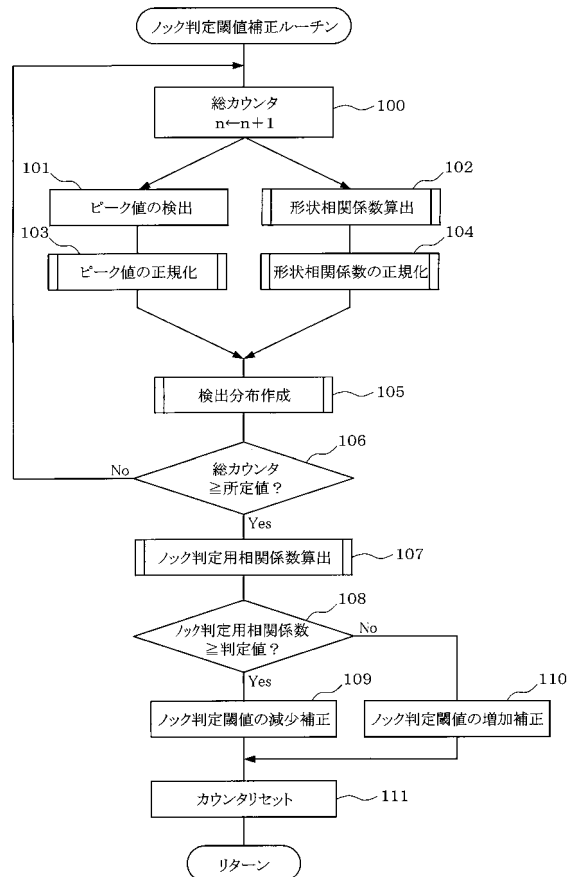 ノック判定閾値補正ルーチン
総カウンタ
n←n+1
100
101
ピーク値の検出
102
形状相関係数算出
103
ピーク値の正規化
104
形状相関係数の正規化
検出分布作成
105
106
総カウンタ
≧所定値？
No
Yes
ノック判定用相関係数算出
107
108
ノック判定用相関係数
≧判定値？
No
Yes
109
ノック判定閾値の減少補正
110
ノック判定閾値の増加補正
カウンタリセット
111
リターン